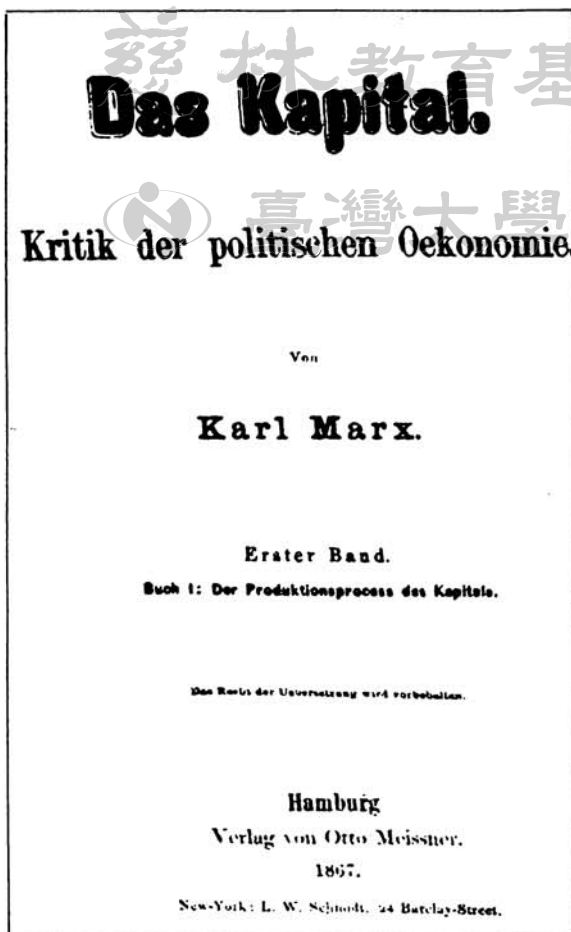 慈林教育基
Das Kapital.
臺灣大學
Kritik der politischen Oekonomie.
Von
Karl Marx.
Erster Band.
Buch I: Der Produktionsprocess des Kapitals.
Das Recht der Uebersetzung wird vorbehalten.
Hamburg
Verlag von Otto Meissner.
1867.
New-York: L. W. Schmidt. 24 Barclay-Street.